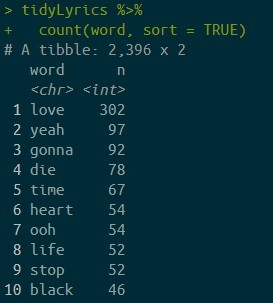 > tidyLyrics %>%
+   count(word, sort = TRUE)
# A tibble: 2,396 x 2
   word      n
   <chr> <int>
 1 love    302
 2 yeah     97
 3 gonna    92
 4 die      78
 5 time     67
 6 heart    54
 7 ooh      54
 8 life     52
 9 stop     52
10 black    46